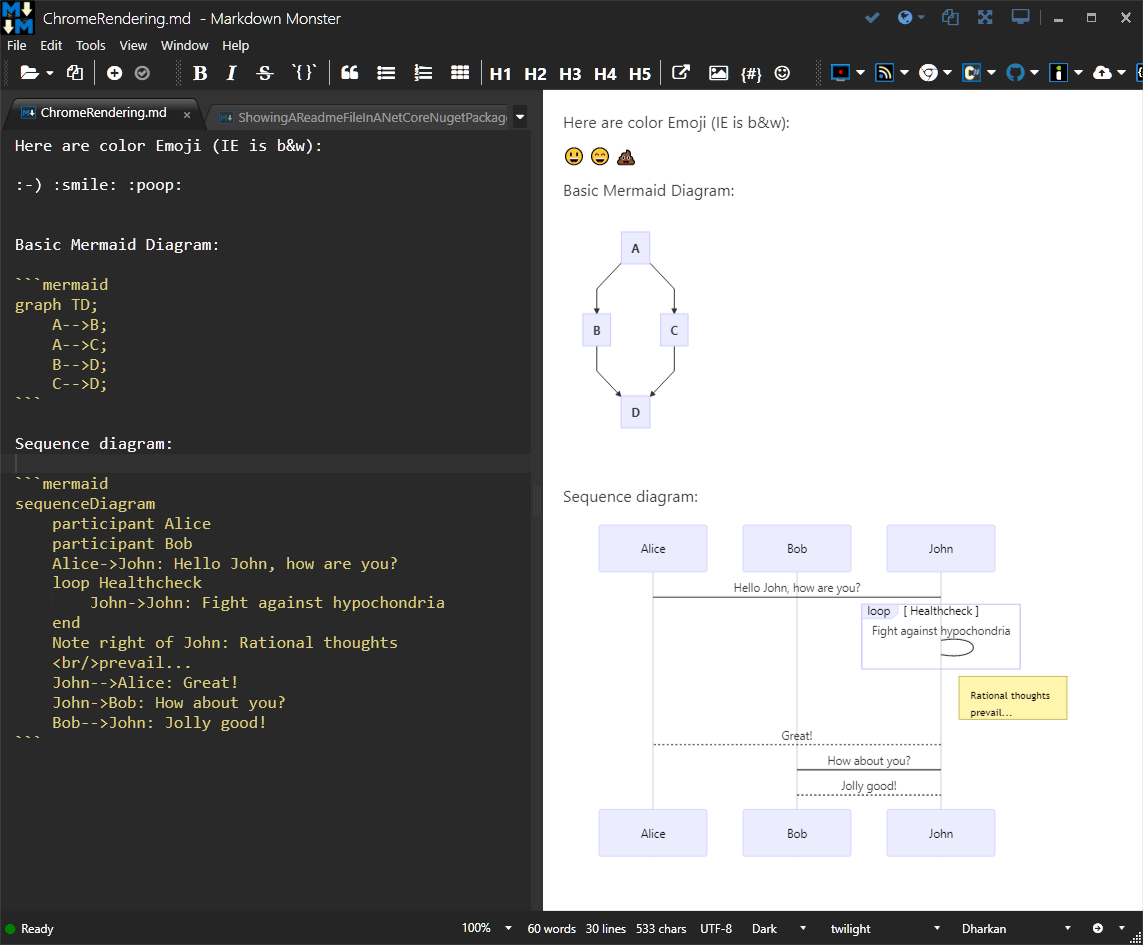 ChromeRendering.md - Markdown Monster
File Edit Tools View Window Help
B I S `{}` H1 H2 H3 H4 H5 {#}
ChromeRendering.md ×
ShowingAReadmeFileInANetCoreNugetPackage
Here are color Emoji (IE is b&w):
:-) :smile: :poop:
Basic Mermaid Diagram:
```mermaid
graph TD;
    A-->B;
    A-->C;
    B-->D;
    C-->D;
```
Sequence diagram:
```mermaid
sequenceDiagram
    participant Alice
    participant Bob
    Alice->John: Hello John, how are you?
    loop Healthcheck
        John->John: Fight against hypochondria
    end
    Note right of John: Rational thoughts
    <br/>prevail...
    John-->Alice: Great!
    John->Bob: How about you?
    Bob-->John: Jolly good!
```
Here are color Emoji (IE is b&w):
😃 😄 💩
Basic Mermaid Diagram:
A
B C
D
Sequence diagram:
Alice Bob John
Hello John, how are you?
loop [ Healthcheck ]
Fight against hypochondria
Rational thoughts
prevail...
Great!
How about you?
Jolly good!
Alice Bob John
Ready 100% 60 words 30 lines 533 chars UTF-8 Dark twilight Dharkan